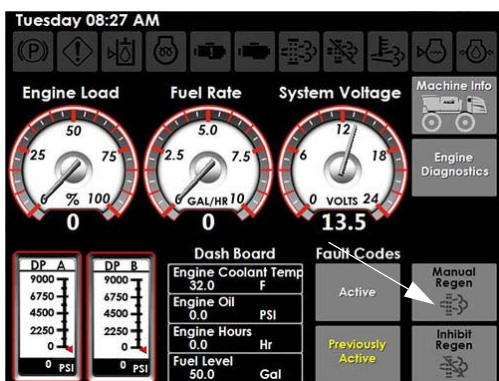 Tuesday 08:27 AM
(P)
Engine Load
Fuel Rate
System Voltage
Machine Info
50
25
75
0
% 100
0
5.0
2.5
7.5
0
GAL/HR 10
0
12
6
18
0 VOLTS 24
13.5
Engine
Diagnostics
DP A
9000
6750
4500
2250
0
0 PSI
DP B
9000
6750
4500
2250
0
0 PSI
Dash Board
Engine Coolant Temp
32.0 F
Engine Oil
0.0 PSI
Engine Hours
0.0 Hr
Fuel Level
50.0 Gal
Fault Codes
Active
Previously
Active
Manual
Regen
Inhibit
Regen